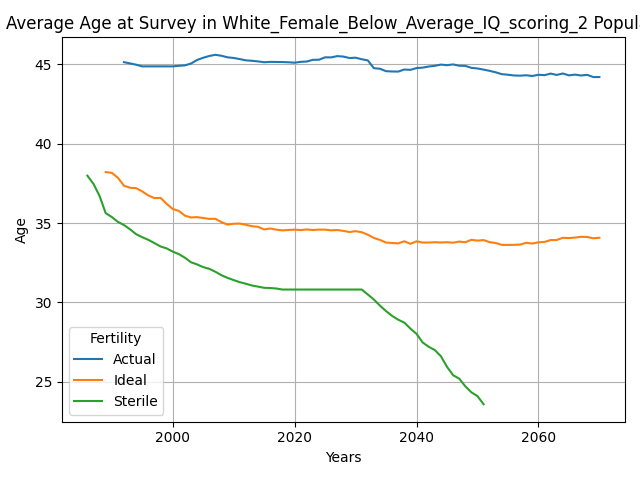 Average Age at Survey in White_Female_Below_Average_IQ_scoring_2
45
40
35
30
25
Age
Fertility
Actual
Ideal
Sterile
2000 2020 2040 2060
Years